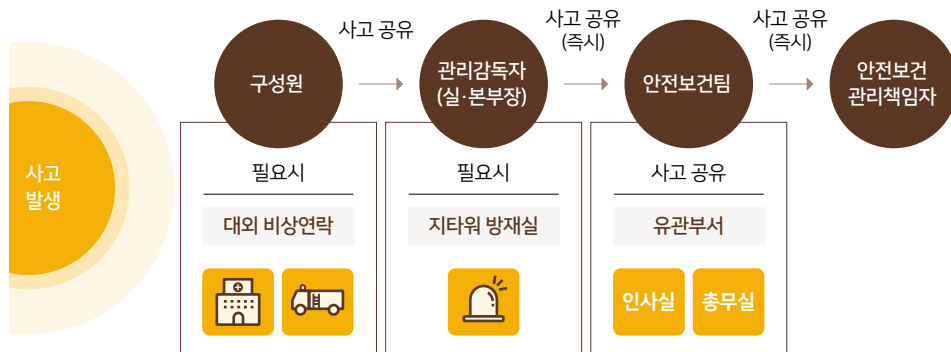 사고 공유
사고 공유
(즉시)
사고 공유
(즉시)
구성원
관리감독자
(실·본부장)
안전보건팀
안전보건
관리책임자
사고
발생
필요시
대외 비상연락
필요시
지타워 방재실
사고 공유
유관부서
인사실
총무실